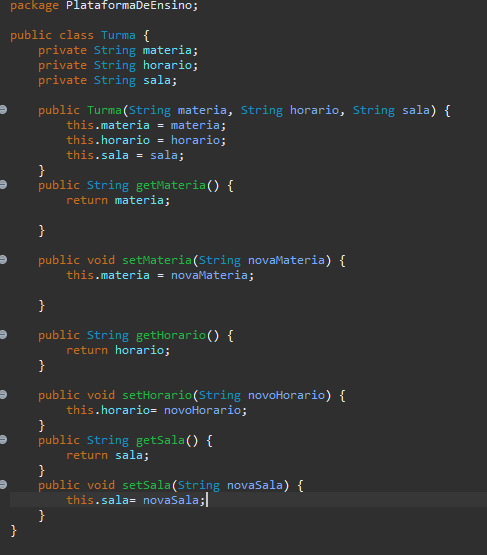 package PlataformaDeEnsino;
public class Turma {
private String materia;
private String horario;
private String sala;
public Turma(String materia, String horario, String sala) {
this.materia = materia;
this.horario = horario;
this.sala = sala;
}
public String getMateria() {
return materia;
}
public void setMateria(String novaMateria) {
this.materia = novaMateria;
}
public String getHorario() {
return horario;
}
public void setHorario(String novoHorario) {
this.horario= novoHorario;
}
public String getSala() {
return sala;
}
public void setSala(String novaSala) {
this.sala= novaSala;
}
}